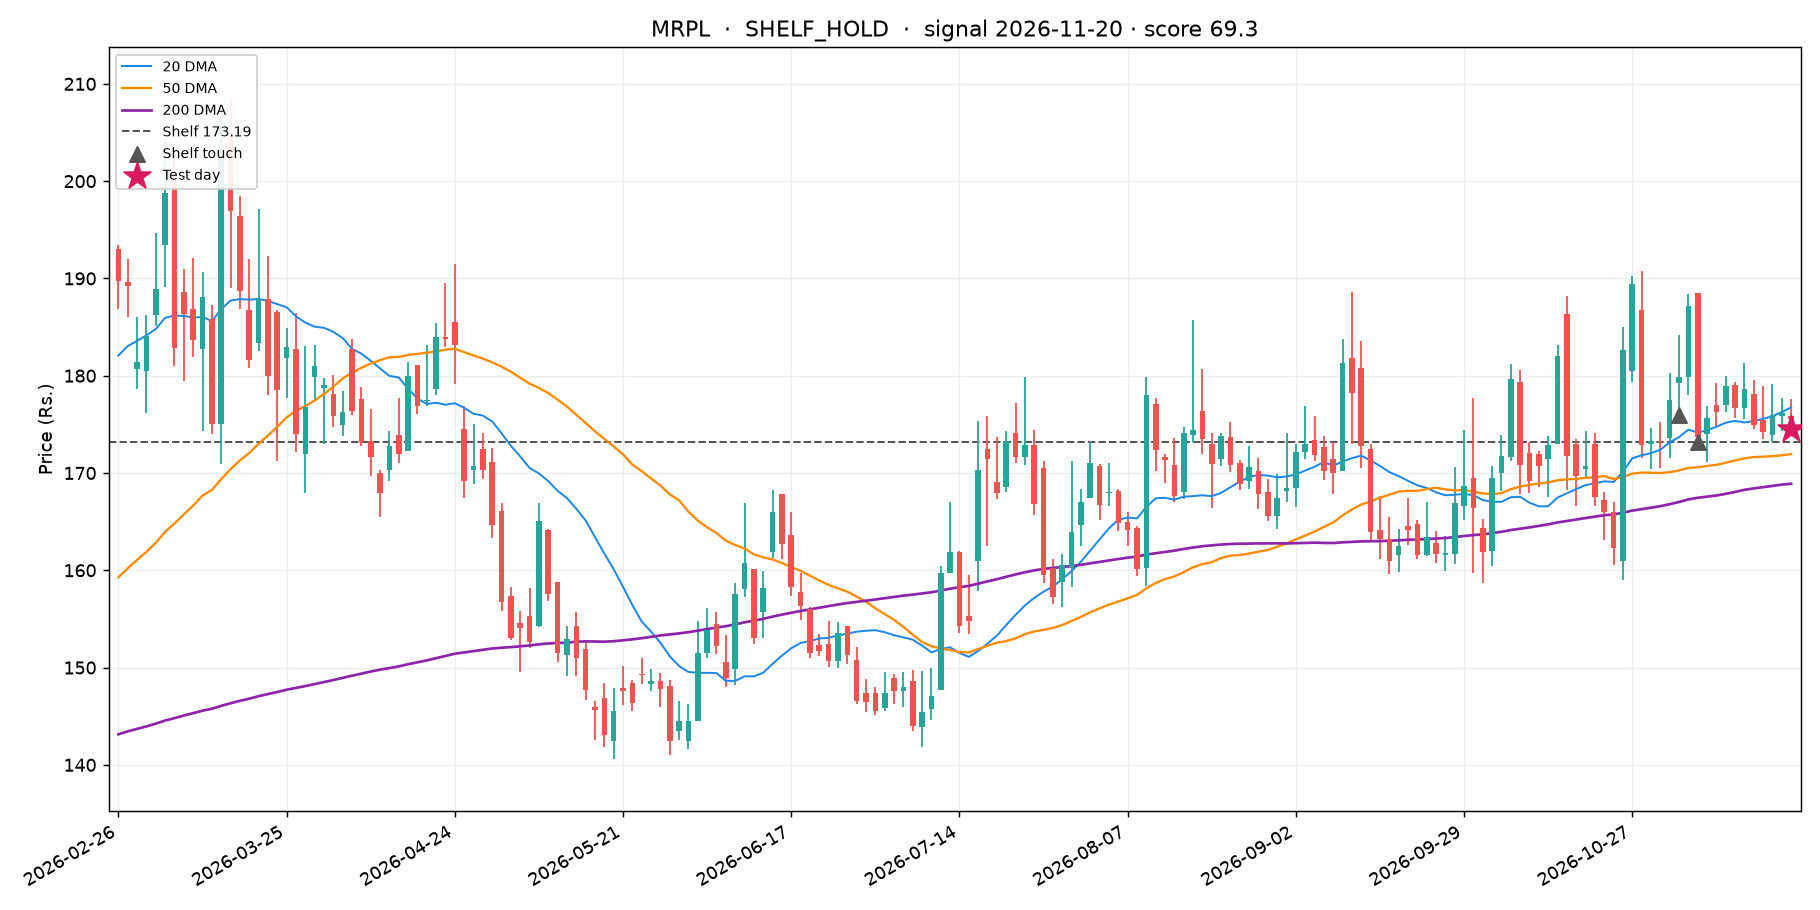 MRPL · SHELF_HOLD · signal 2026-11-20 · score 69.3
20 DMA
50 DMA
200 DMA
Shelf 173.19
Shelf touch
Test day
Price (Rs.)
210
200
190
180
170
160
150
140
2026-02-26
2026-03-25
2026-04-24
2026-05-21
2026-06-17
2026-07-14
2026-08-07
2026-09-02
2026-09-29
2026-10-27